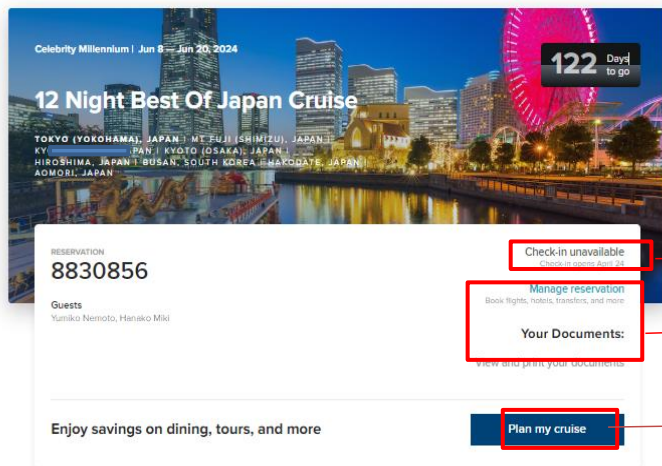 Celebrity Millennium | Jun 8 — Jun 20, 2024
122 Days
to go
12 Night Best Of Japan Cruise
TOKYO (YOKOHAMA), JAPAN | MT FUJI (SHIMIZU), JAPAN |
KY PAN | KYOTO (OSAKA), JAPAN |
HIROSHIMA, JAPAN | BUSAN, SOUTH KOREA | HAKODATE, JAPAN |
AOMORI, JAPAN
RESERVATION
8830856
Guests
Yumiko Nemoto, Hanako Miki
Check-in unavailable
Check-in opens April 24
Manage reservation
Book flights, hotels, transfers, and more
Your Documents:
View and print your documents
Enjoy savings on dining, tours, and more
Plan my cruise